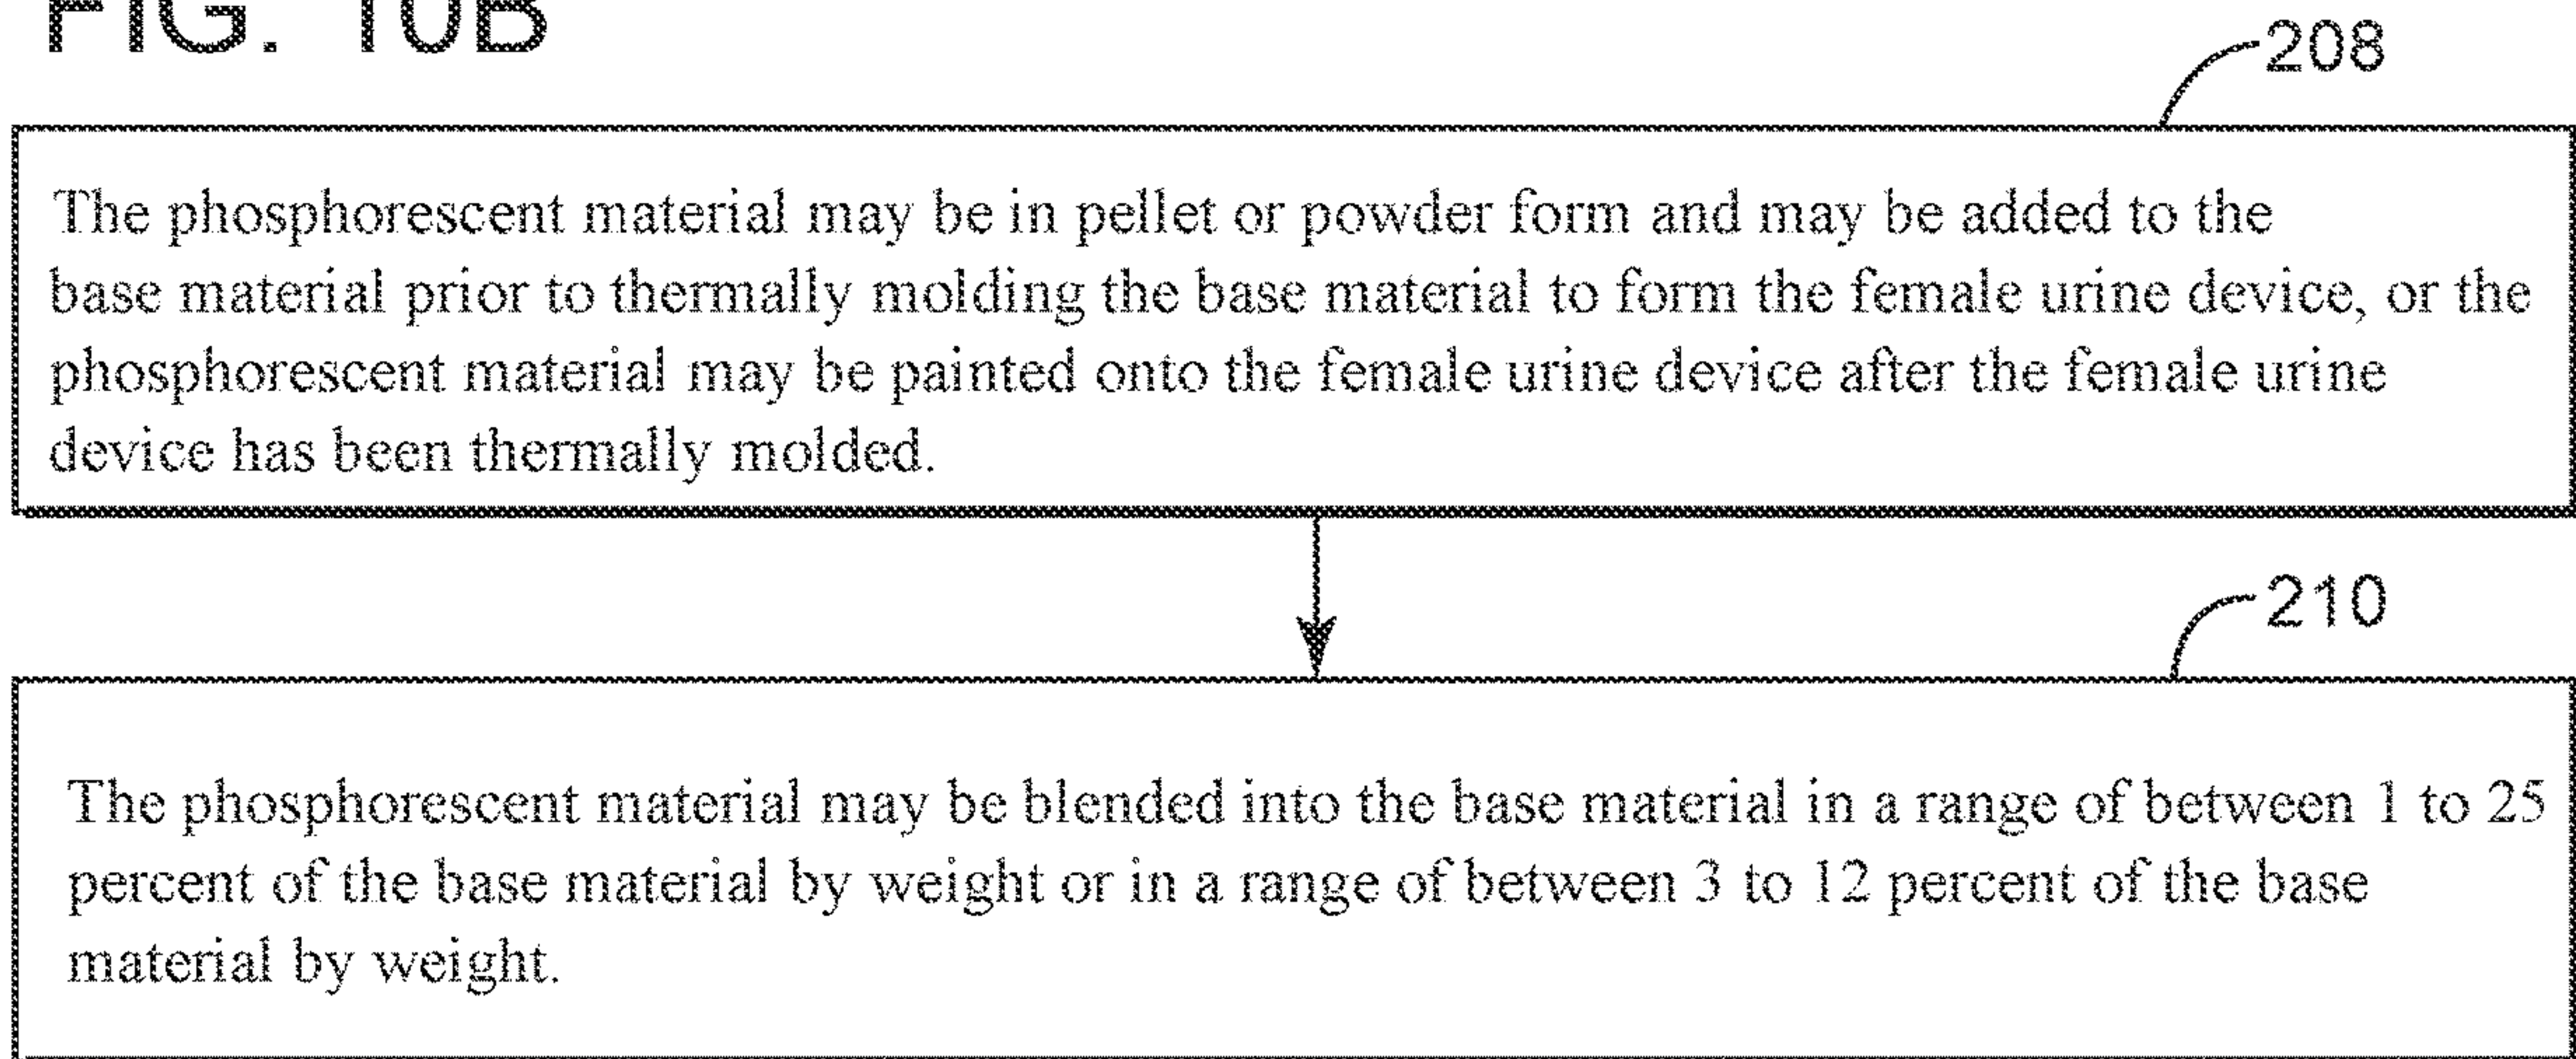 FIG. 10B
208
The phosphorescent material may be in pellet or powder form and may be added to the
base material prior to thermally molding the base material to form the female urine device, or the
phosphorescent material may be painted onto the female urine device after the female urine
device has been thermally molded.
210
The phosphorescent material may be blended into the base material in a range of between 1 to 25
percent of the base material by weight or in a range of between 3 to 12 percent of the base
material by weight.